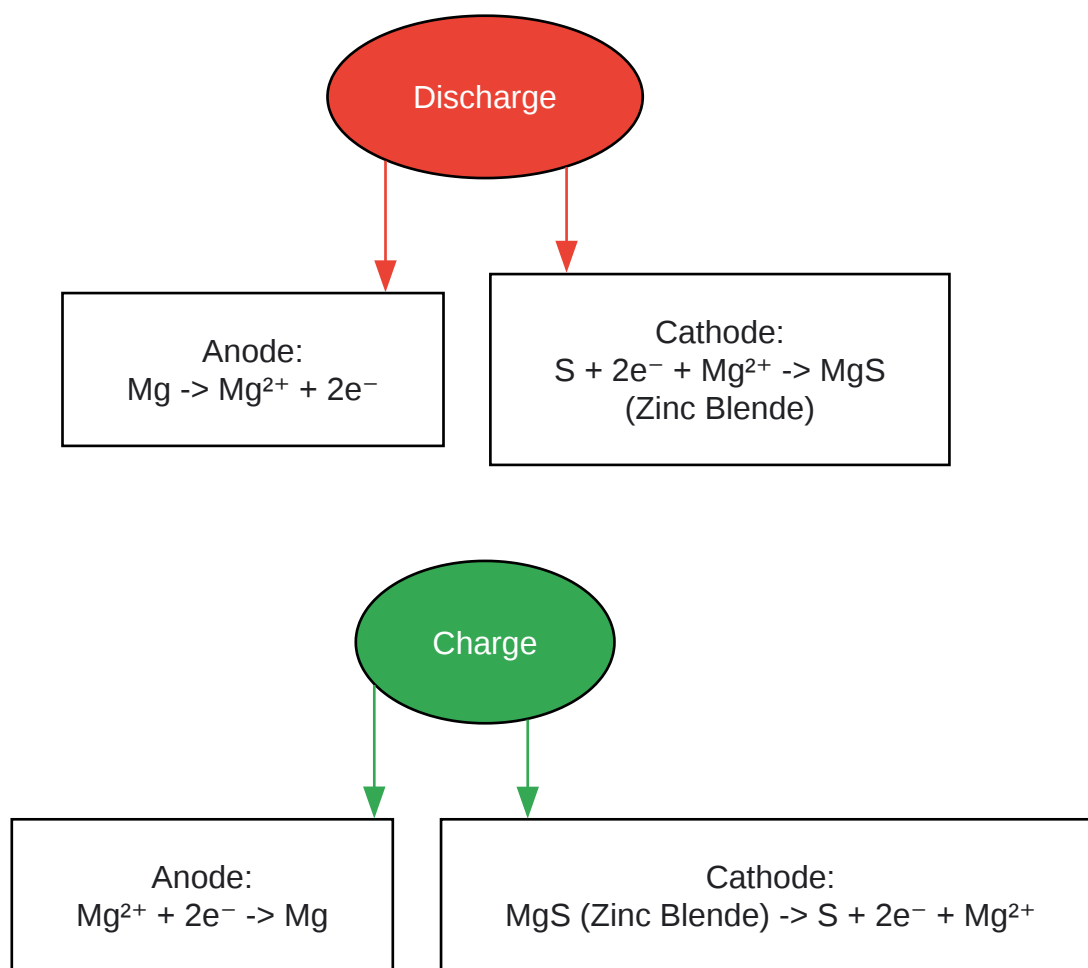 Discharge
Anode:
Mg -> Mg²⁺ + 2e⁻
Cathode:
S + 2e⁻ + Mg²⁺ -> MgS
(Zinc Blende)
Charge
Anode:
Mg²⁺ + 2e⁻ -> Mg
Cathode:
MgS (Zinc Blende) -> S + 2e⁻ + Mg²⁺